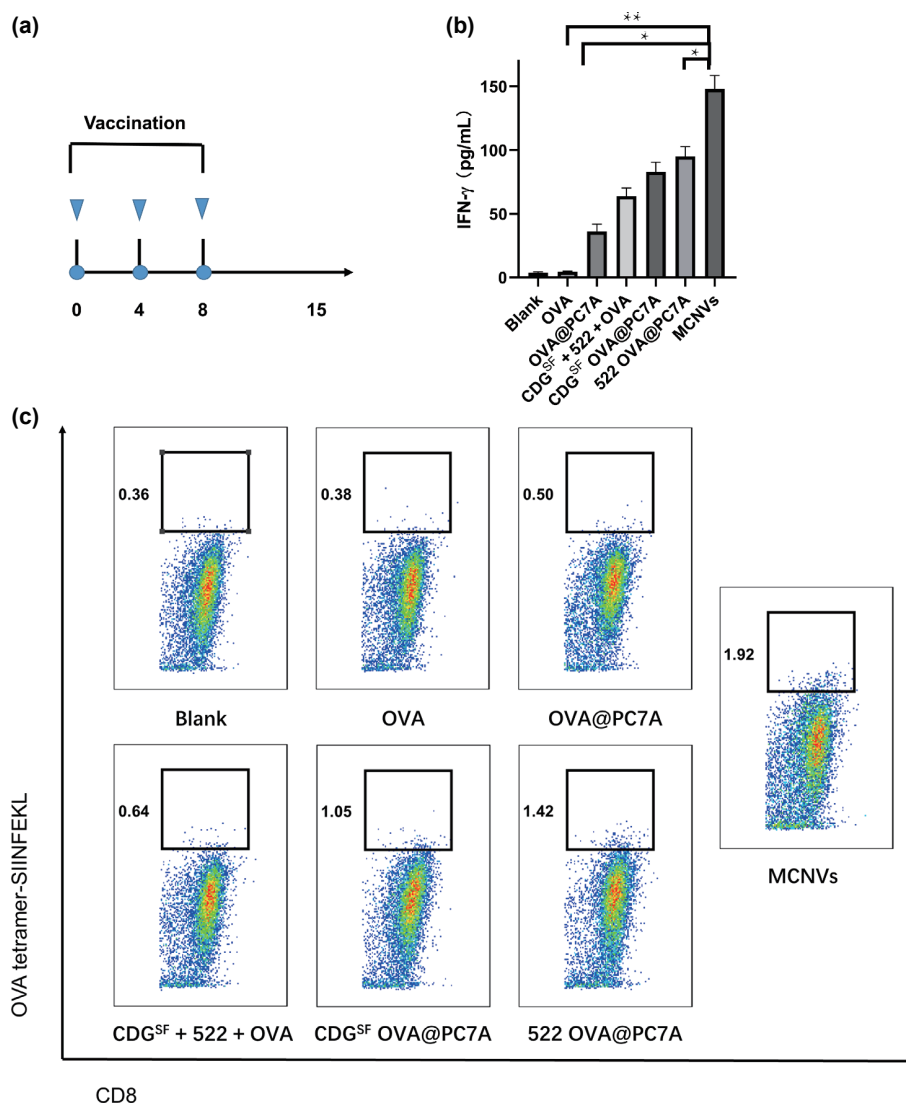 (a)
Vaccination
0 4 8 15
(b)
** 
*
*
IFN-γ (pg/mL)
150
100
50
0
Blank
OVA
OVA@PC7A
CDG^SF + 522 + OVA
CDG^SF OVA@PC7A
522 OVA@PC7A
MCNVs
(c)
OVA tetramer-SIINFEKL
0.36
0.38
0.50
Blank
OVA
OVA@PC7A
1.92
MCNVs
0.64
1.05
1.42
CDG^SF + 522 + OVA
CDG^SF OVA@PC7A
522 OVA@PC7A
CD8